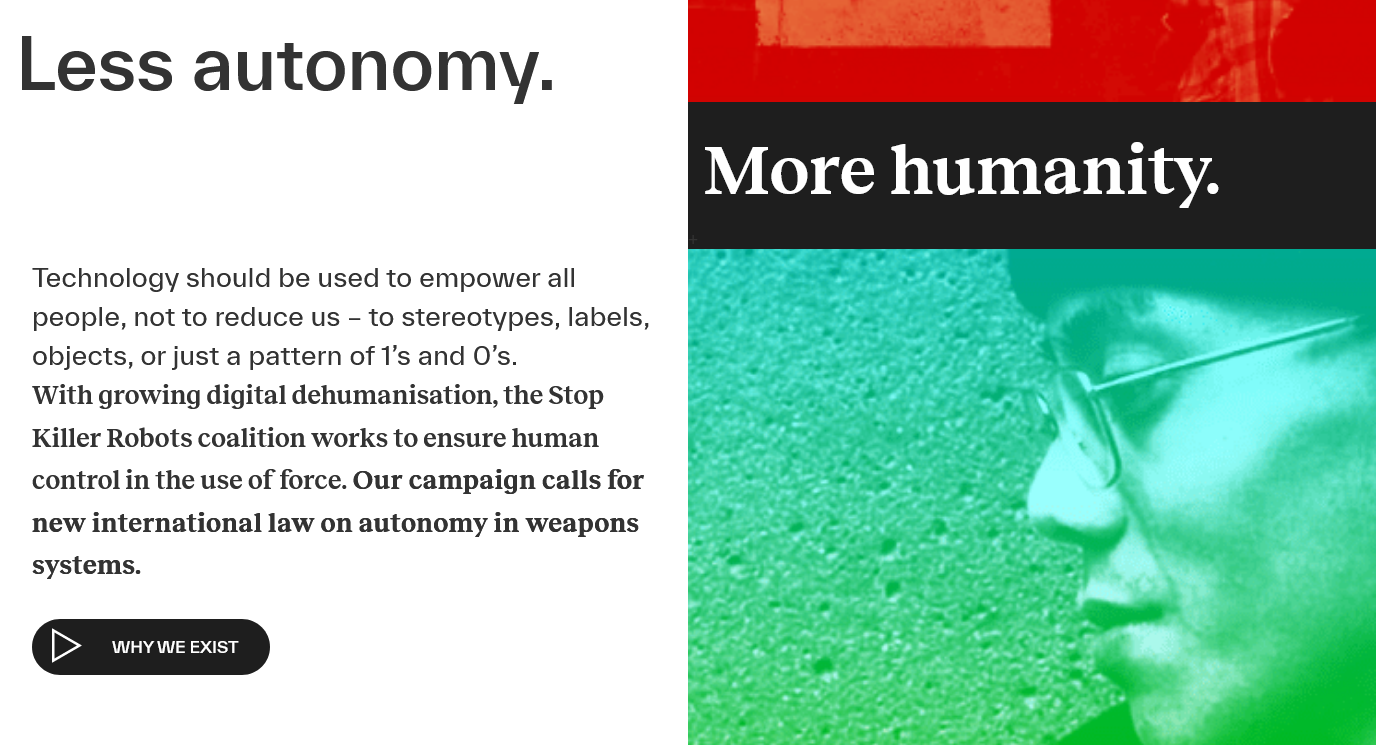 Less autonomy.
More humanity.
Technology should be used to empower all
people, not to reduce us – to stereotypes, labels,
objects, or just a pattern of 1’s and 0’s.
With growing digital dehumanisation, the Stop
Killer Robots coalition works to ensure human
control in the use of force. Our campaign calls for
new international law on autonomy in weapons
systems.
WHY WE EXIST